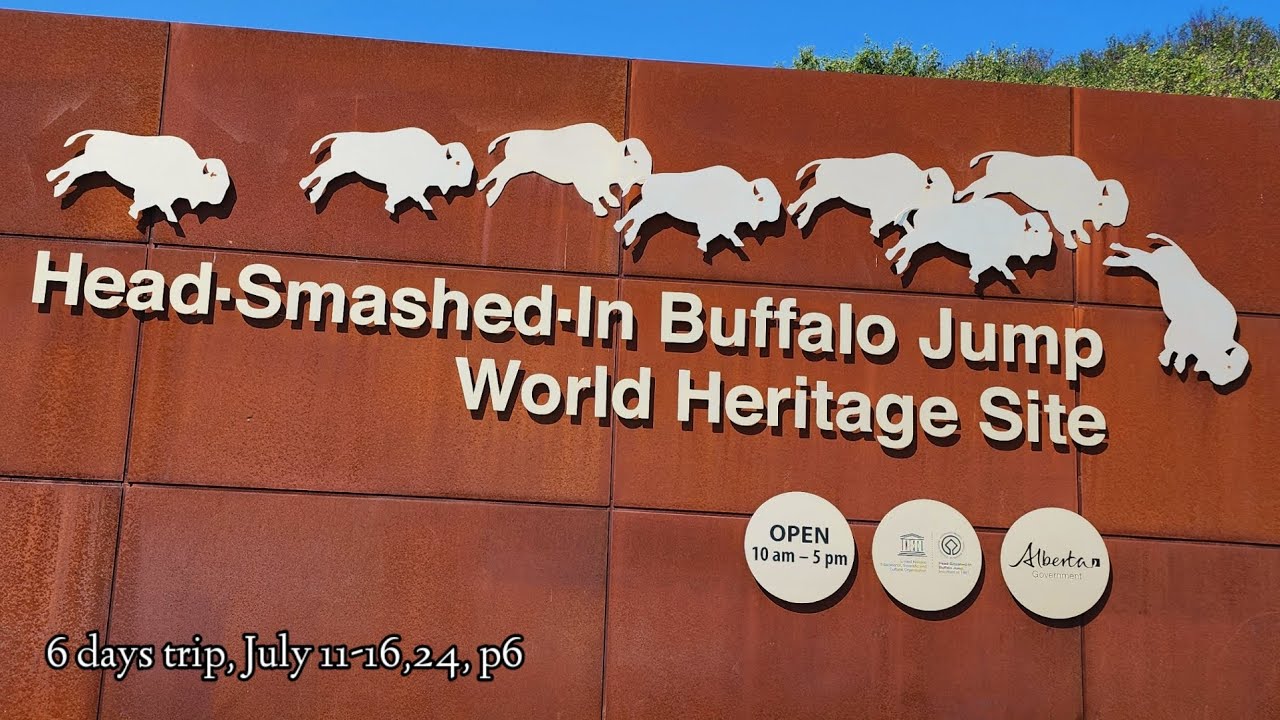 Head-Smashed-In Buffalo Jump
World Heritage Site
OPEN
10 am – 5 pm
Alberta
Government
6 days trip, July 11-16,24, p6